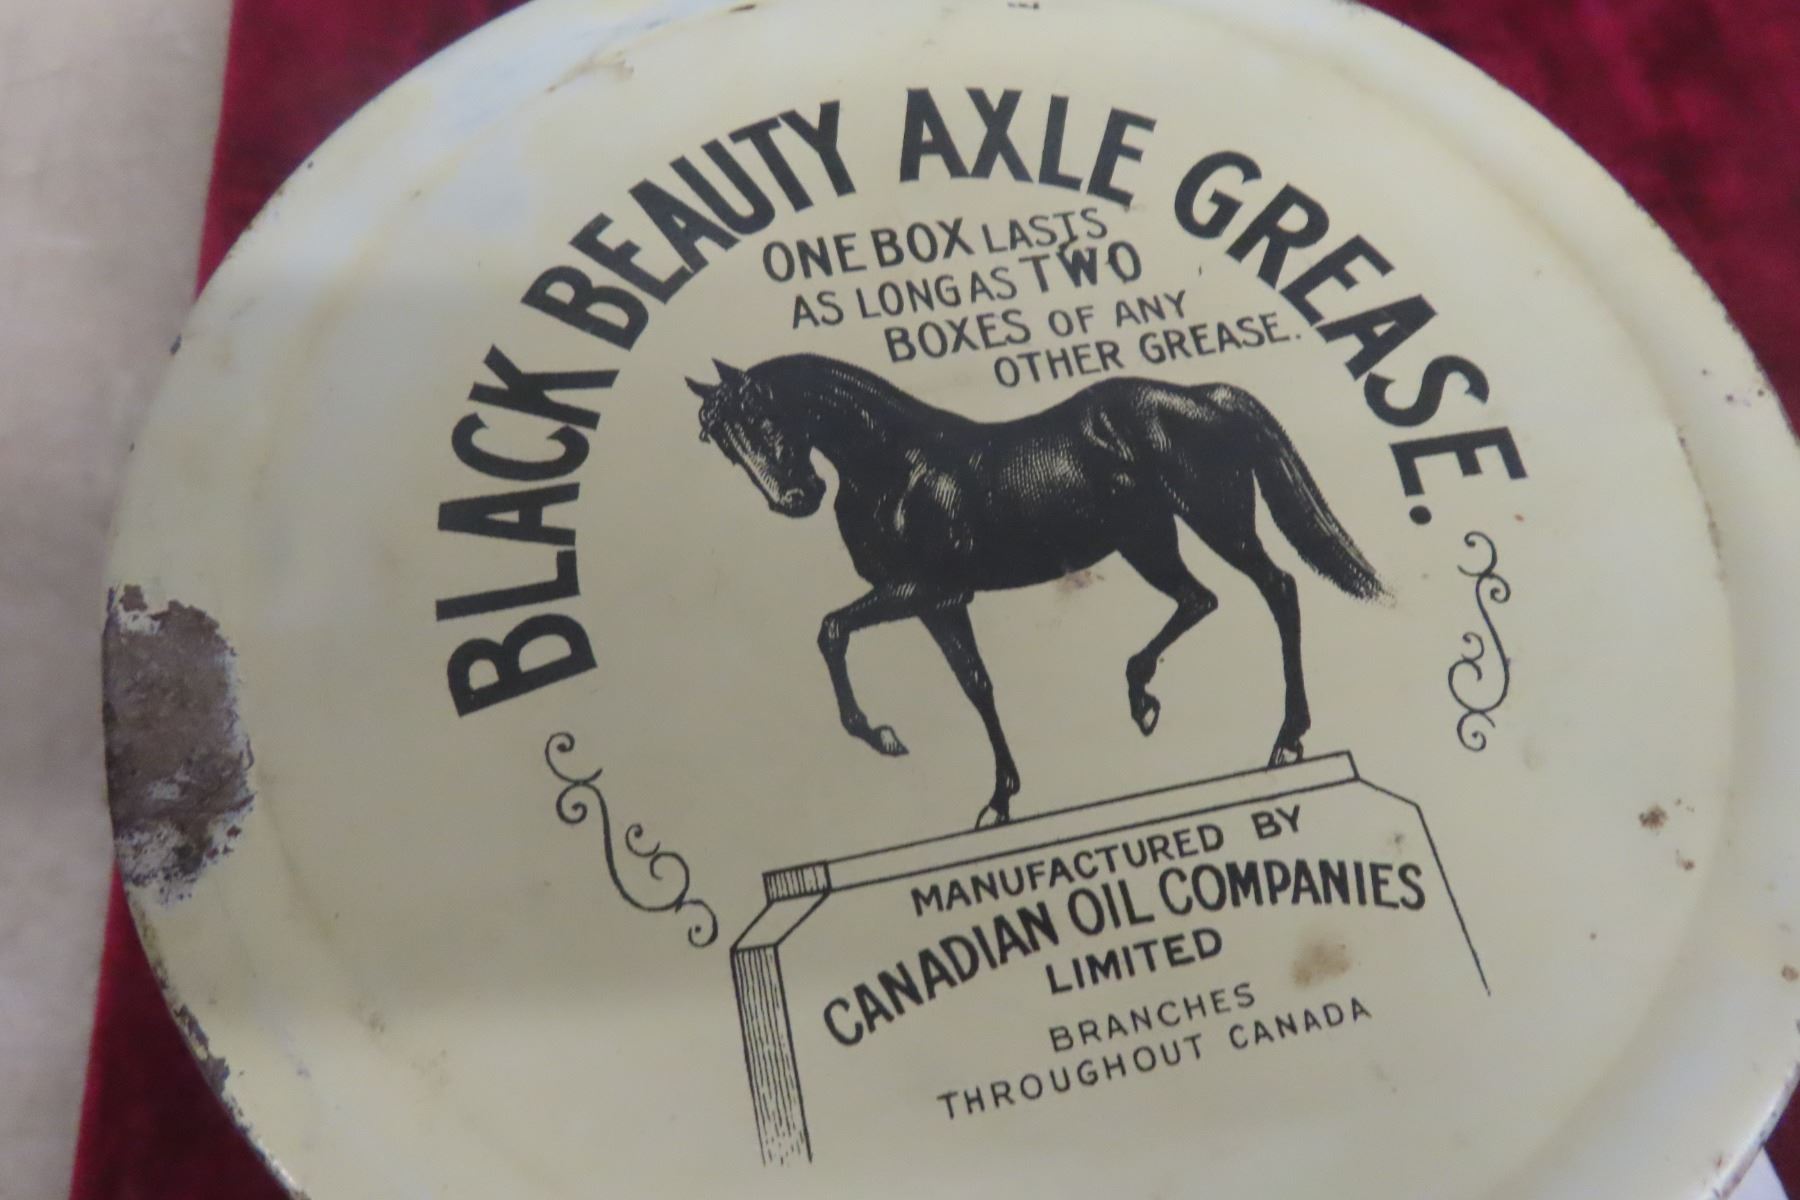 BLACK BEAUTY AXLE GREASE.
ONE BOX LASTS
AS LONG AS TWO
BOXES OF ANY
OTHER GREASE.
MANUFACTURED BY
CANADIAN OIL COMPANIES
LIMITED
BRANCHES
THROUGHOUT CANADA